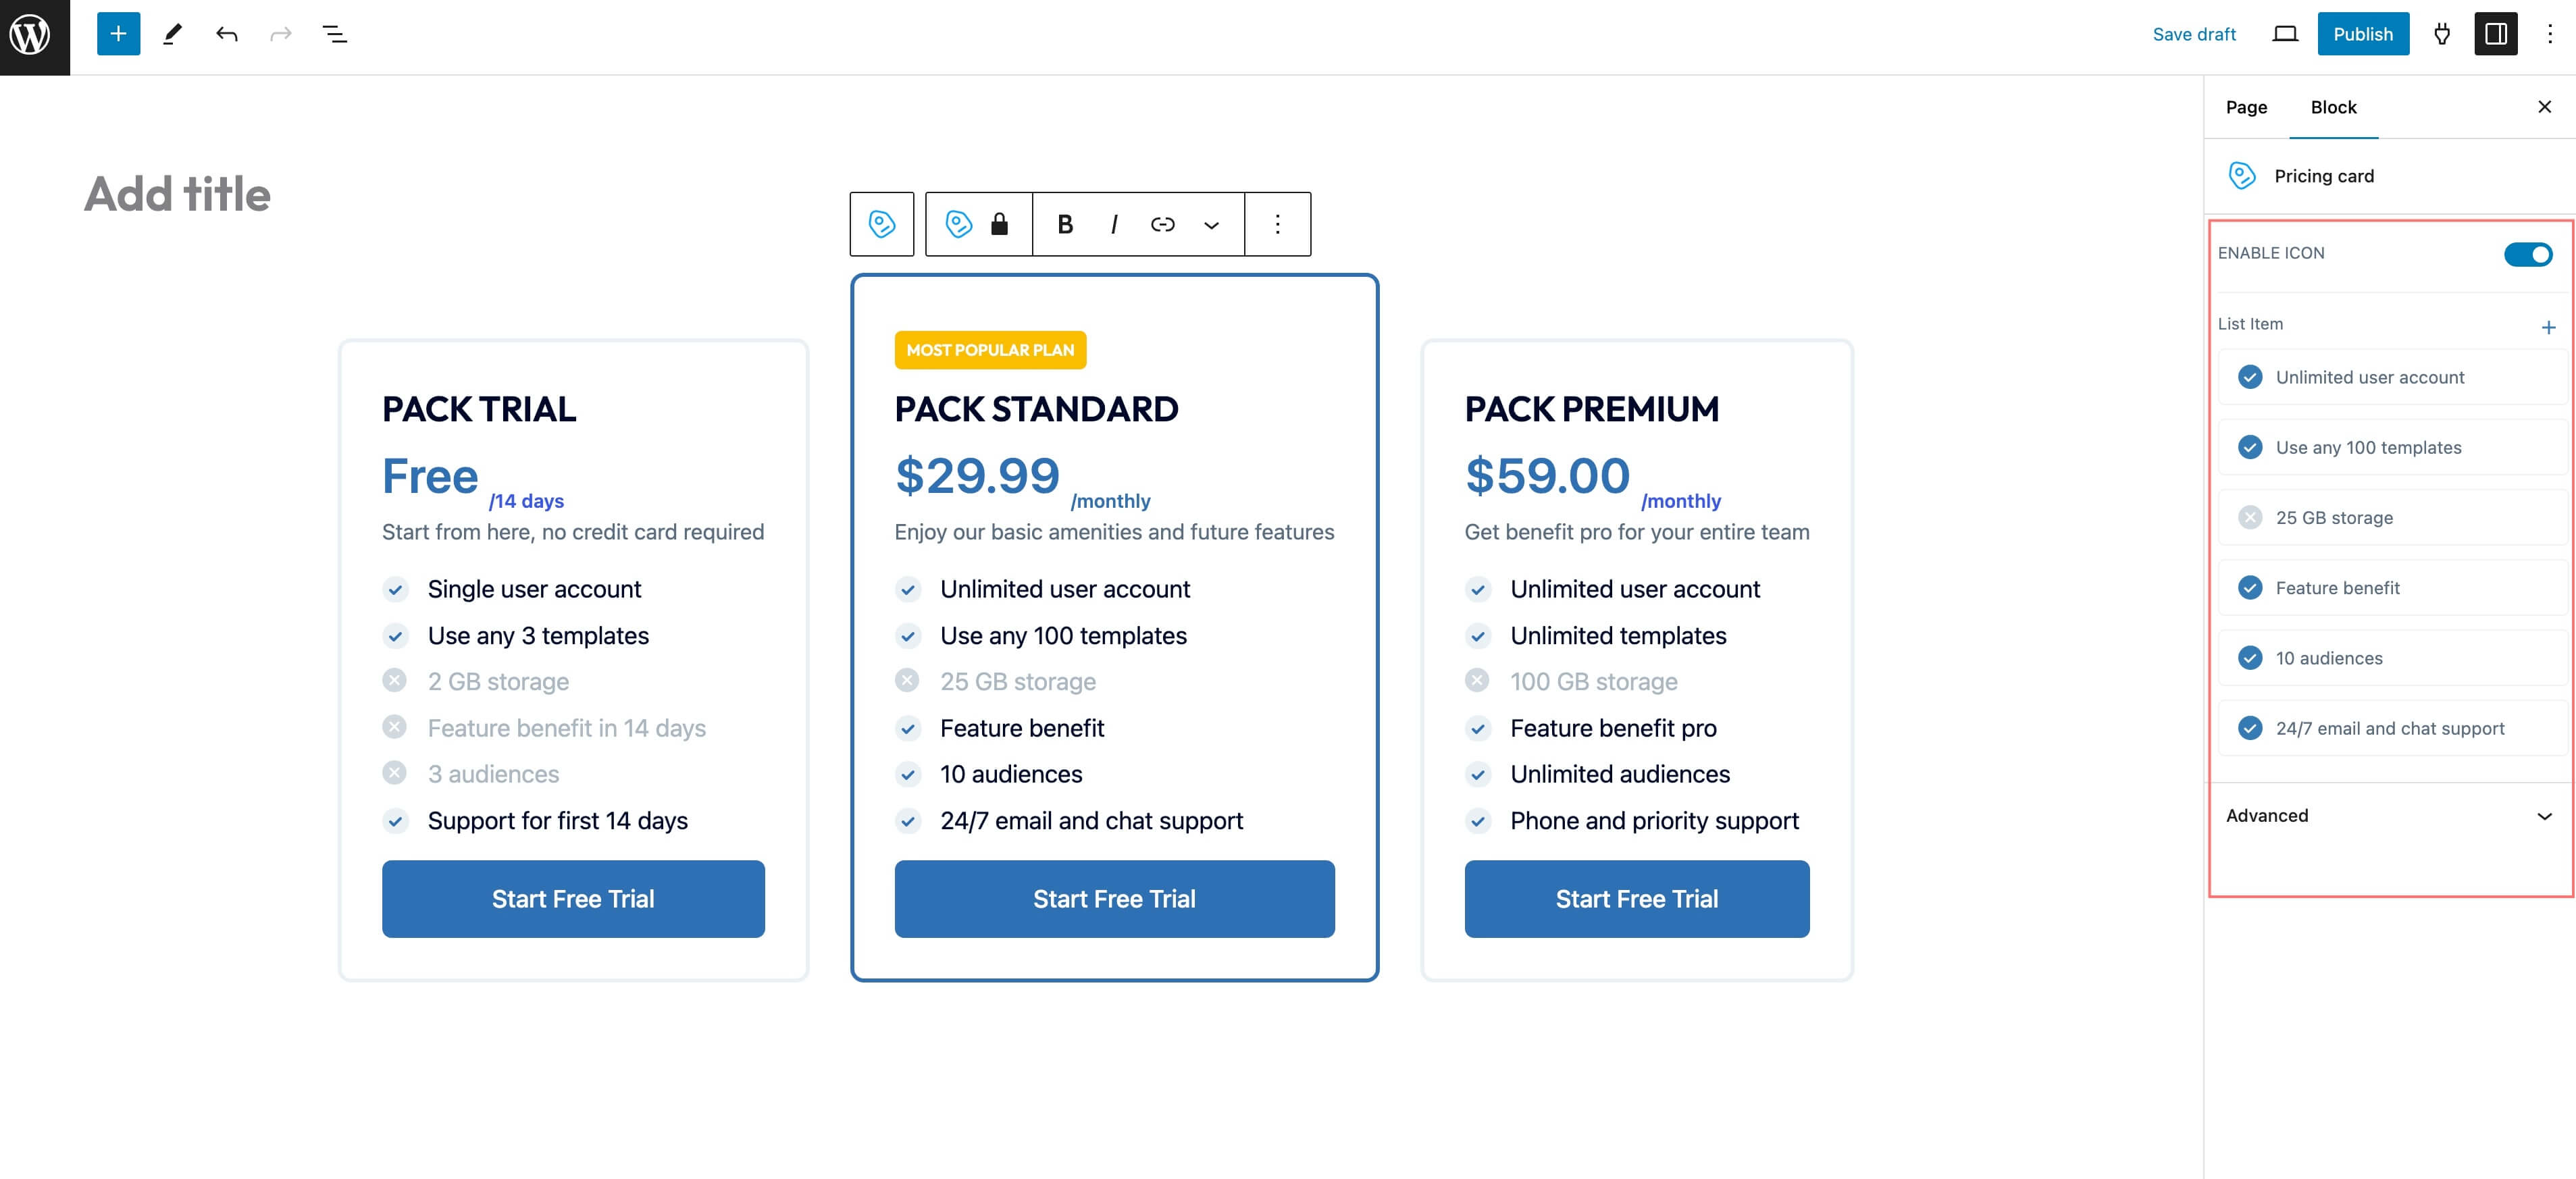 Save draft
Publish
Page
Block
Pricing card
Add title
B I
ENABLE ICON
List Item
Unlimited user account
Use any 100 templates
25 GB storage
Feature benefit
10 audiences
24/7 email and chat support
Advanced
PACK TRIAL
Free /14 days
Start from here, no credit card required
Single user account
Use any 3 templates
2 GB storage
Feature benefit in 14 days
3 audiences
Support for first 14 days
Start Free Trial
MOST POPULAR PLAN
PACK STANDARD
$29.99 /monthly
Enjoy our basic amenities and future features
Unlimited user account
Use any 100 templates
25 GB storage
Feature benefit
10 audiences
24/7 email and chat support
Start Free Trial
PACK PREMIUM
$59.00 /monthly
Get benefit pro for your entire team
Unlimited user account
Unlimited templates
100 GB storage
Feature benefit pro
Unlimited audiences
Phone and priority support
Start Free Trial